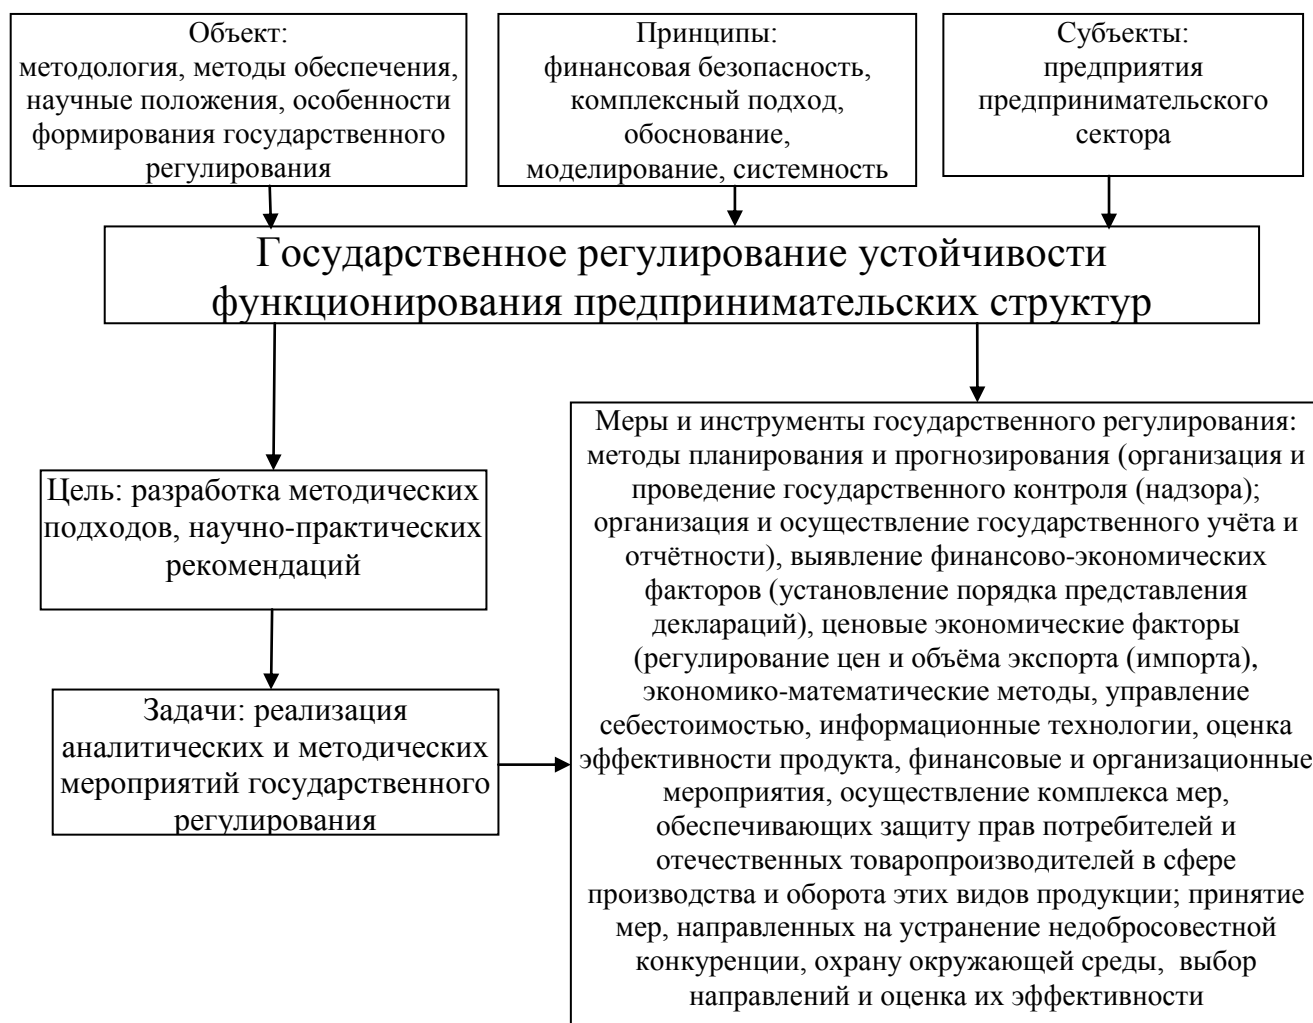 Объект:
методология, методы обеспечения,
научные положения, особенности
формирования государственного
регулирования
Принципы:
финансовая безопасность,
комплексный подход,
обоснование,
моделирование, системность
Субъекты:
предприятия
предпринимательского
сектора
Государственное регулирование устойчивости
функционирования предпринимательских структур
Цель: разработка методических
подходов, научно-практических
рекомендаций
Задачи: реализация
аналитических и методических
мероприятий государственного
регулирования
Меры и инструменты государственного регулирования:
методы планирования и прогнозирования (организация и
проведение государственного контроля (надзора);
организация и осуществление государственного учёта и
отчётности), выявление финансово-экономических
факторов (установление порядка представления
деклараций), ценовые экономические факторы
(регулирование цен и объёма экспорта (импорта),
экономико-математические методы, управление
себестоимостью, информационные технологии, оценка
эффективности продукта, финансовые и организационные
мероприятия, осуществление комплекса мер,
обеспечивающих защиту прав потребителей и
отечественных товаропроизводителей в сфере
производства и оборота этих видов продукции; принятие
мер, направленных на устранение недобросовестной
конкуренции, охрану окружающей среды, выбор
направлений и оценка их эффективности